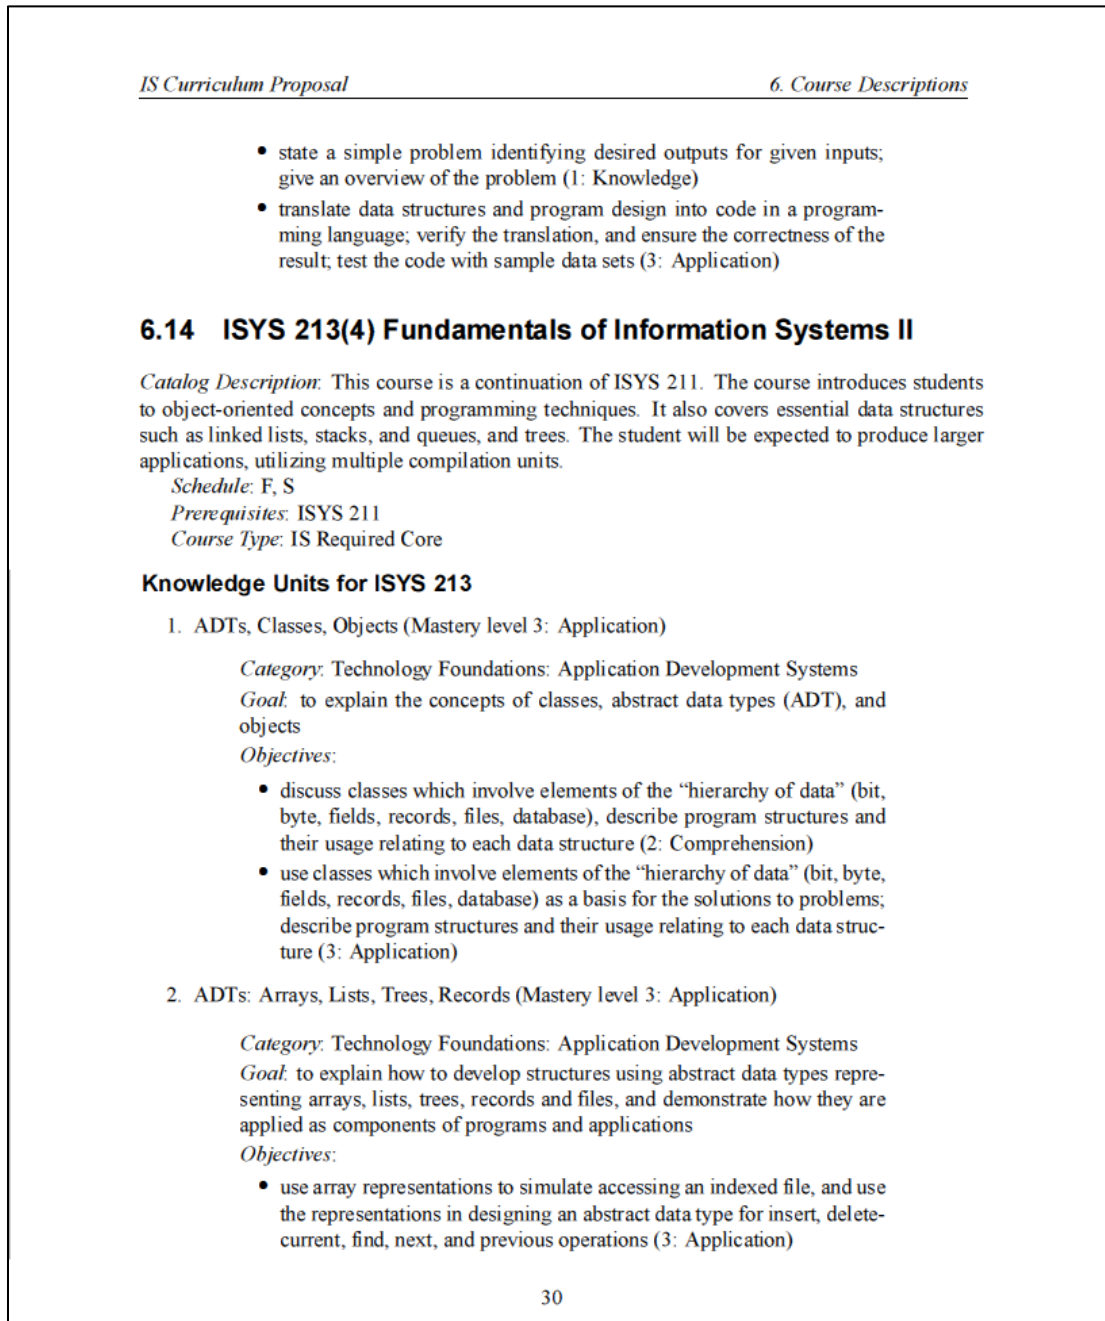 IS Curriculum Proposal 6. Course Descriptions
• state a simple problem identifying desired outputs for given inputs;
give an overview of the problem (1: Knowledge)
• translate data structures and program design into code in a program-
ming language; verify the translation, and ensure the correctness of the
result; test the code with sample data sets (3: Application)
6.14 ISYS 213(4) Fundamentals of Information Systems II
Catalog Description: This course is a continuation of ISYS 211. The course introduces students
to object-oriented concepts and programming techniques. It also covers essential data structures
such as linked lists, stacks, and queues, and trees. The student will be expected to produce larger
applications, utilizing multiple compilation units.
Schedule: F, S
Prerequisites: ISYS 211
Course Type: IS Required Core
Knowledge Units for ISYS 213
1. ADTs, Classes, Objects (Mastery level 3: Application)
Category: Technology Foundations: Application Development Systems
Goal: to explain the concepts of classes, abstract data types (ADT), and
objects
Objectives:
• discuss classes which involve elements of the “hierarchy of data” (bit,
byte, fields, records, files, database), describe program structures and
their usage relating to each data structure (2: Comprehension)
• use classes which involve elements of the “hierarchy of data” (bit, byte,
fields, records, files, database) as a basis for the solutions to problems;
describe program structures and their usage relating to each data struc-
ture (3: Application)
2. ADTs: Arrays, Lists, Trees, Records (Mastery level 3: Application)
Category: Technology Foundations: Application Development Systems
Goal: to explain how to develop structures using abstract data types repre-
senting arrays, lists, trees, records and files, and demonstrate how they are
applied as components of programs and applications
Objectives:
• use array representations to simulate accessing an indexed file, and use
the representations in designing an abstract data type for insert, delete-
current, find, next, and previous operations (3: Application)
30